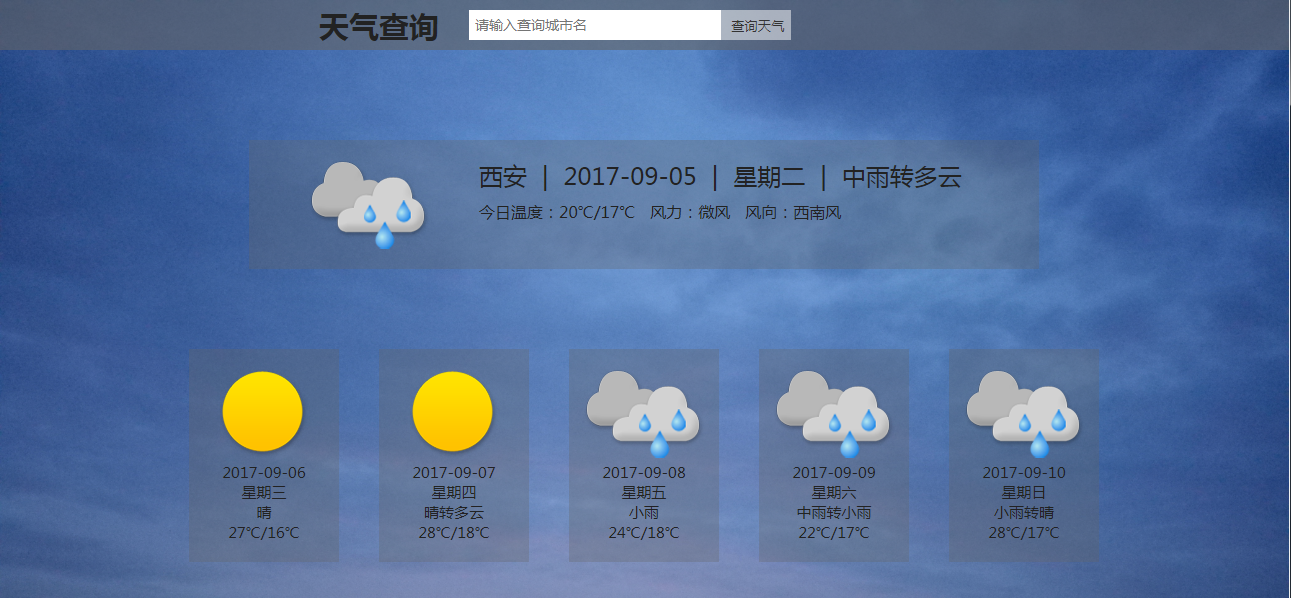 天气查询
请输入查询城市名
查询天气
西安 | 2017-09-05 | 星期二 | 中雨转多云
今日温度：20℃/17℃ 风力：微风 风向：西南风
2017-09-06
星期三
晴
27℃/16℃
2017-09-07
星期四
晴转多云
28℃/18℃
2017-09-08
星期五
小雨
24℃/18℃
2017-09-09
星期六
中雨转小雨
22℃/17℃
2017-09-10
星期日
小雨转晴
28℃/17℃